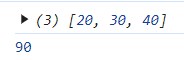 ▶ (3) [20, 30, 40]
90